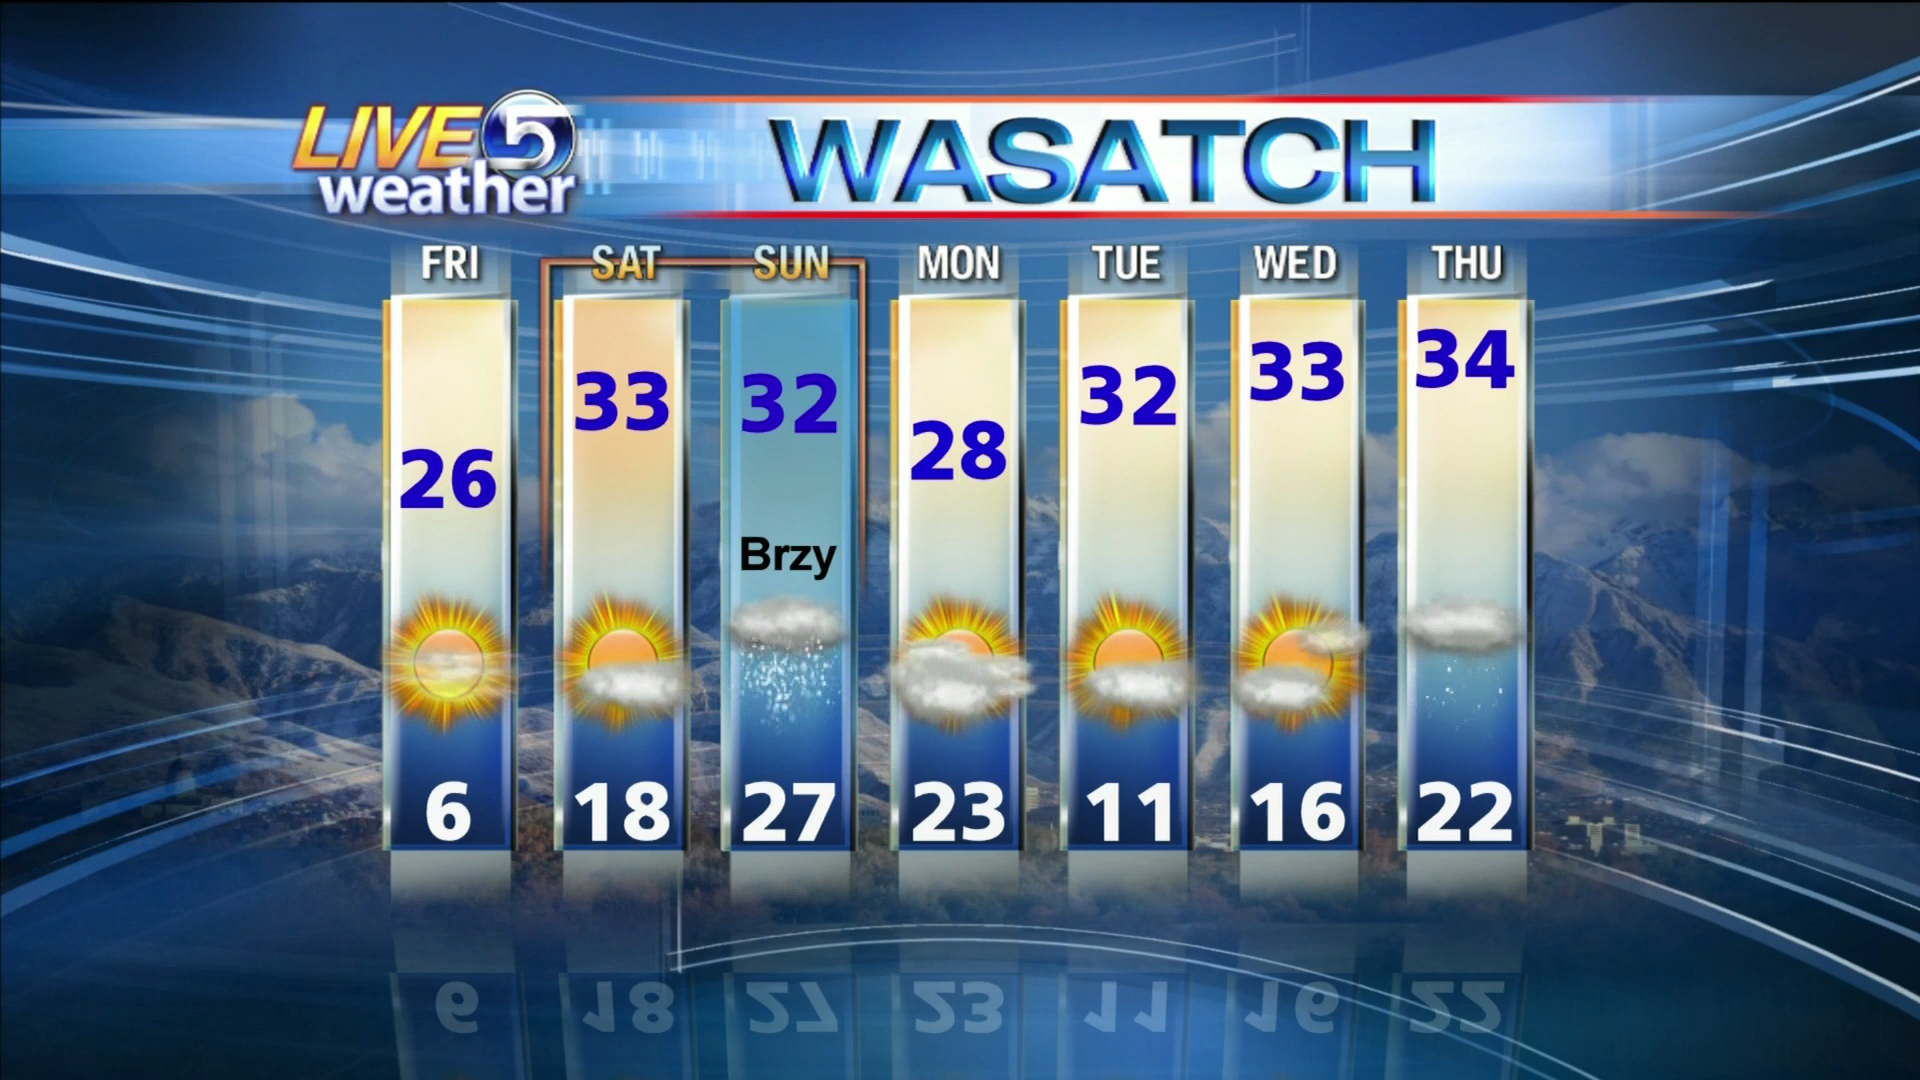 LIVE 5
weather
WASATCH
FRI SAT SUN MON TUE WED THU
26 33 32 28 32 33 34
Brzy
6 18 27 23 11 16 22